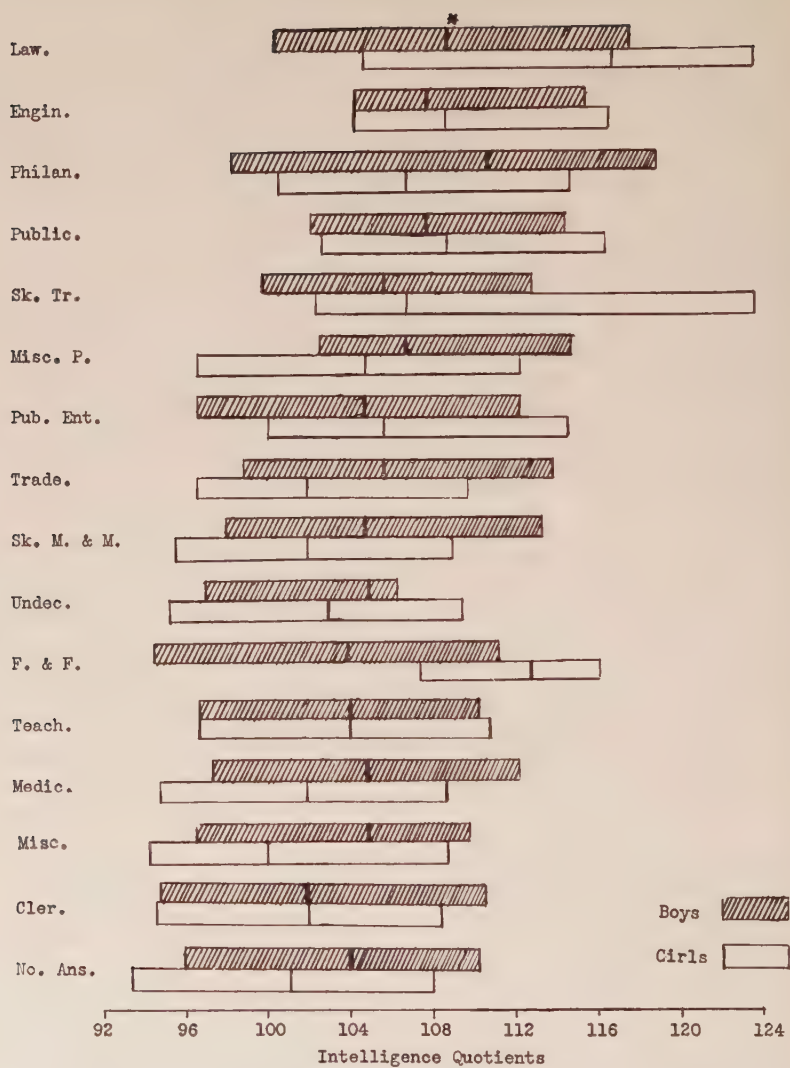 *
Law.
Engin.
Philan.
Public.
Sk. Tr.
Misc. P.
Pub. Ent.
Trade.
Sk. M. & M.
Undec.
F. & F.
Teach.
Medic.
Misc.
Cler.
Boys
Cirls
No. Ans.
92 96 100 104 108 112 116 120 124
Intelligence Quotients